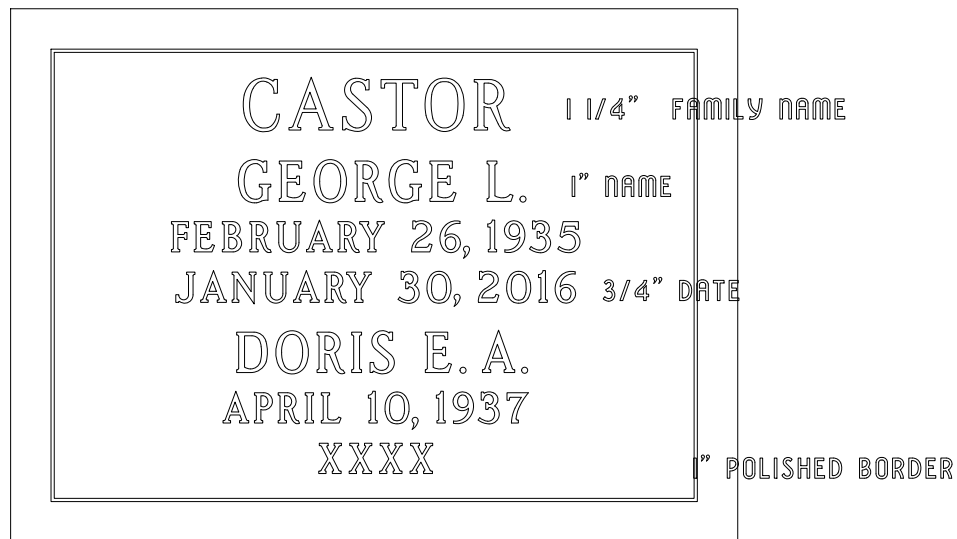 CASTOR 1 1/4" FAMILY NAME
GEORGE L. 1" NAME
FEBRUARY 26, 1935
JANUARY 30, 2016 3/4" DATE
DORIS E. A.
APRIL 10, 1937
XXXX
1" POLISHED BORDER